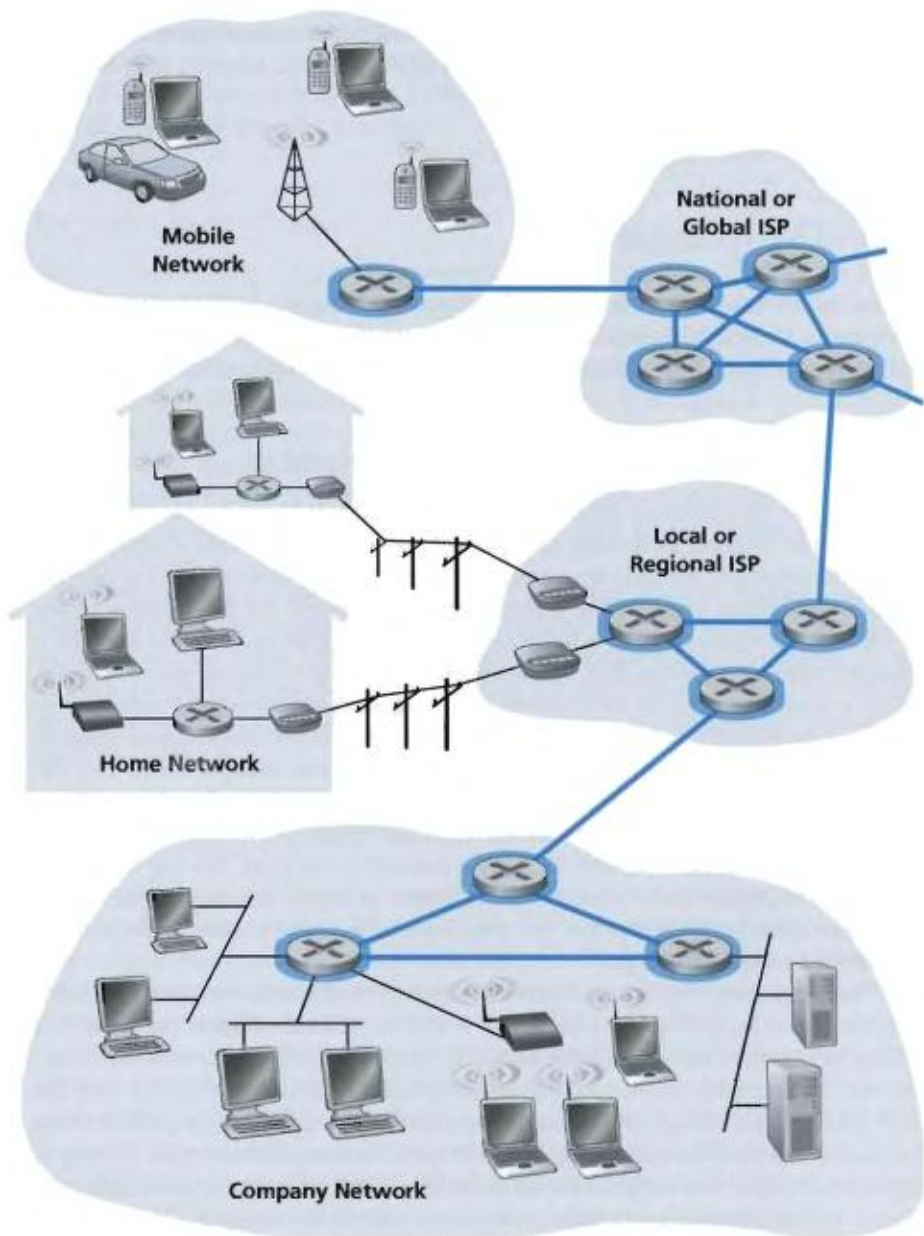 Mobile
Network
National or
Global ISP
Local or
Regional ISP
Home Network
Company Network